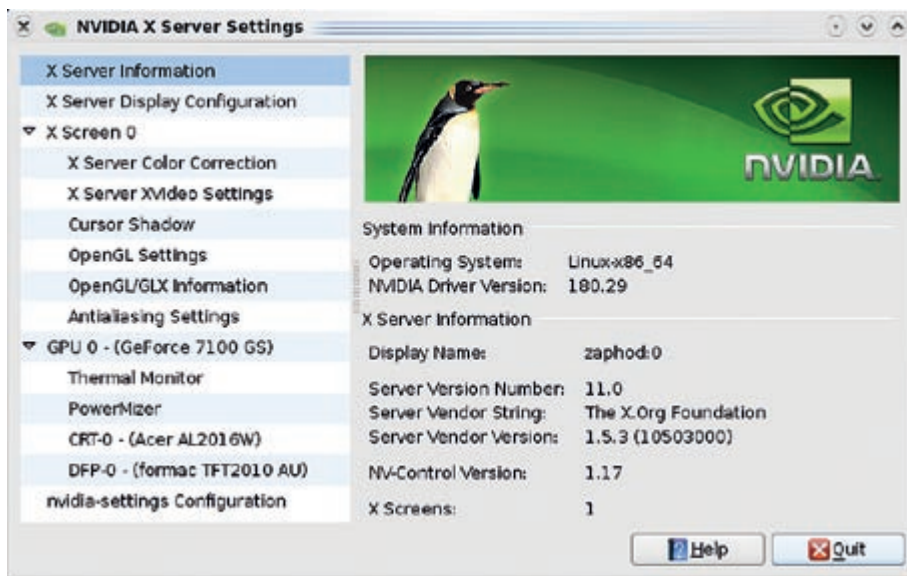 NVIDIA X Server Settings
X Server Information
X Server Display Configuration
X Screen 0
X Server Color Correction
X Server XVideo Settings
Cursor Shadow
OpenGL Settings
OpenGL/GLX Information
Antialiasing Settings
GPU 0 - (GeForce 7100 GS)
Thermal Monitor
PowerMizer
CRT-0 - (Acer AL2016W)
DFP-0 - (formac TFT2010 AU)
nvidia-settings Configuration
NVIDIA
System Information
Operating System: Linux-x86_64
NVIDIA Driver Version: 180.29
X Server Information
Display Name: zaphod:0
Server Version Number: 11.0
Server Vendor String: The X.Org Foundation
Server Vendor Version: 1.5.3 (10503000)
NV-Control Version: 1.17
X Screens: 1
Help
Quit